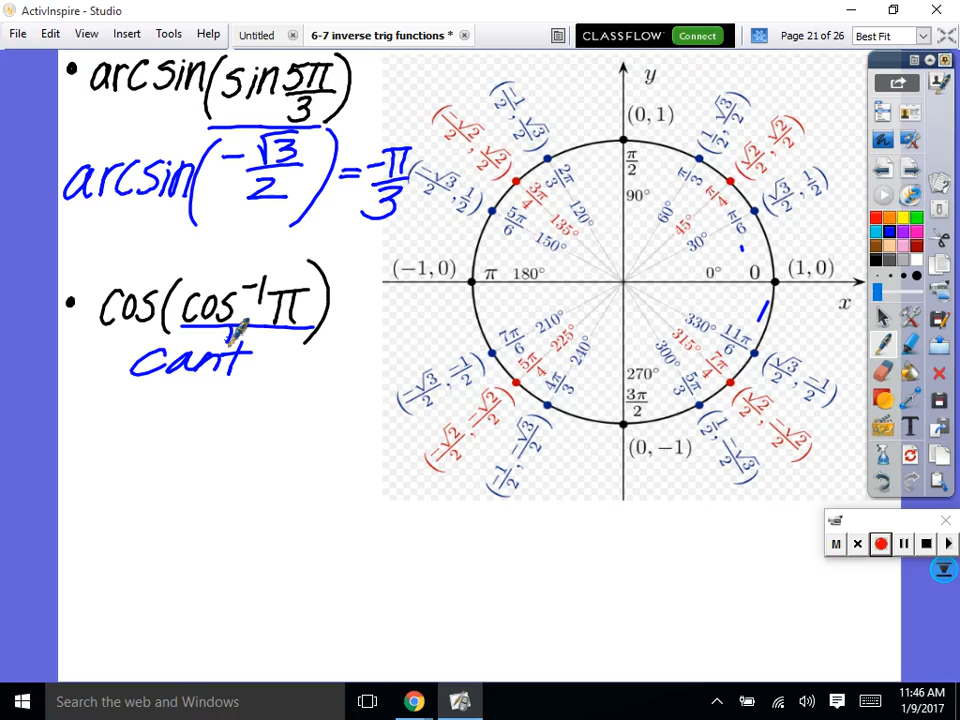 ActivInspire - Studio
File Edit View Insert Tools Help
Untitled
6-7 inverse trig functions *
CLASSFLOW Connect
Page 21 of 26
Best Fit
• arcsin(sin 5π/3)
arcsin(-√3/2) = -π/3
• cos(cos⁻¹π)
cant
y
(0, 1)
π/2
90°
(1/2, √3/2)
π/3
60°
(√2/2, √2/2)
π/4
45°
(√3/2, 1/2)
π/6
30°
(-1/2, √3/2)
2π/3
120°
(-√2/2, √2/2)
3π/4
135°
(-√3/2, 1/2)
5π/6
150°
(-1, 0)
π
180°
0°
0
(1, 0)
x
(-√3/2, -1/2)
7π/6
210°
(-√2/2, -√2/2)
5π/4
225°
(-1/2, -√3/2)
4π/3
240°
270°
3π/2
(0, -1)
300°
5π/3
(1/2, -√3/2)
315°
7π/4
(√2/2, -√2/2)
330°
11π/6
(√3/2, -1/2)
T
M
Search the web and Windows
11:46 AM
1/9/2017